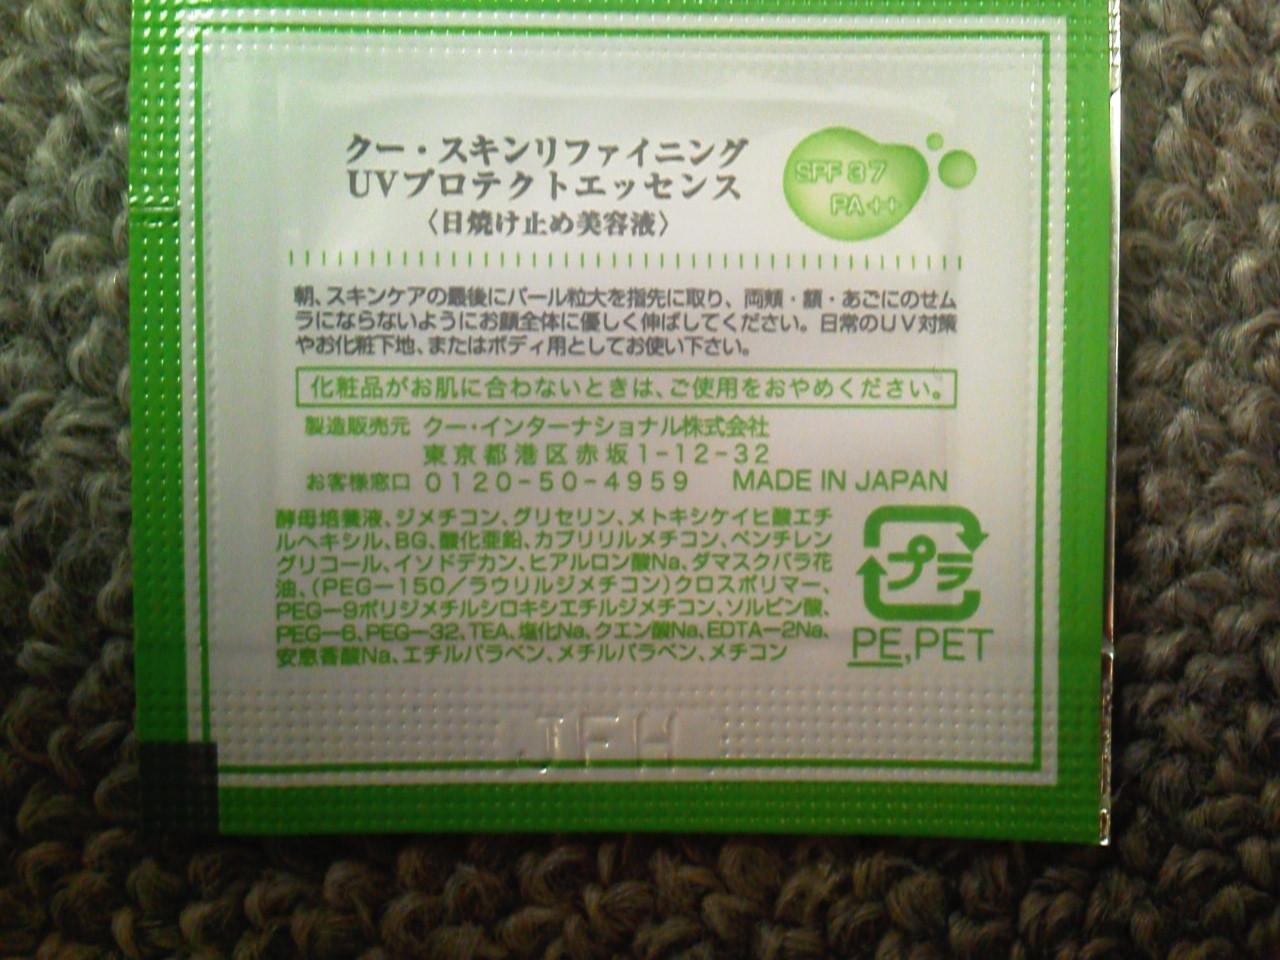 クー・スキンリファイニング
UVプロテクトエッセンス
〈日焼け止め美容液〉
SPF 37
PA++
朝、スキンケアの最後にパール粒大を指先に取り、両頬・額・あごにのせム
ラにならないようにお顔全体に優しく伸ばしてください。日常のUV対策
やお化粧下地、またはボディ用としてお使い下さい。
化粧品がお肌に合わないときは、ご使用をおやめください。
製造販売元 クー・インターナショナル株式会社
東京都港区赤坂1-12-32
お客様窓口 0120-50-4959 MADE IN JAPAN
酵母培養液、ジメチコン、グリセリン、メトキシケイヒ酸エチ
ルヘキシル、BG、酸化亜鉛、カプリリルメチコン、ペンチレン
グリコール、イソドデカン、ヒアルロン酸Na、ダマスクバラ花
油、(PEG-150/ラウリルジメチコン)クロスポリマー、
PEG-9ポリジメチルシロキシエチルジメチコン、ソルビン酸、
PEG-6、PEG-32、TEA、塩化Na、クエン酸Na、EDTA-2Na、
安息香酸Na、エチルパラベン、メチルパラベン、メチコン
プラ
PE,PET
JFH